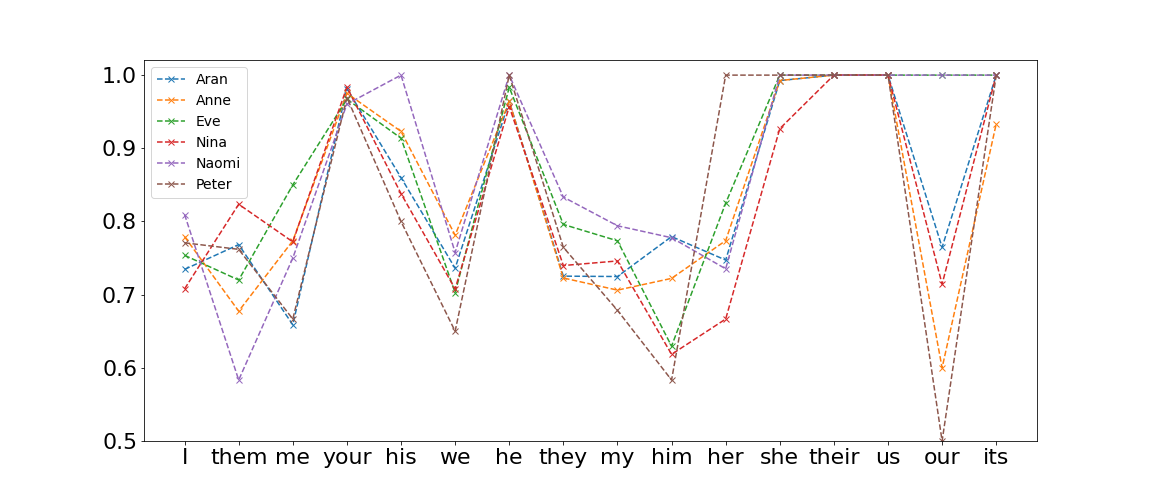 1.0
0.9
0.8
0.7
0.6
0.5
Aran
Anne
Eve
Nina
Naomi
Peter
I them me your his we he they my him her she their us our its